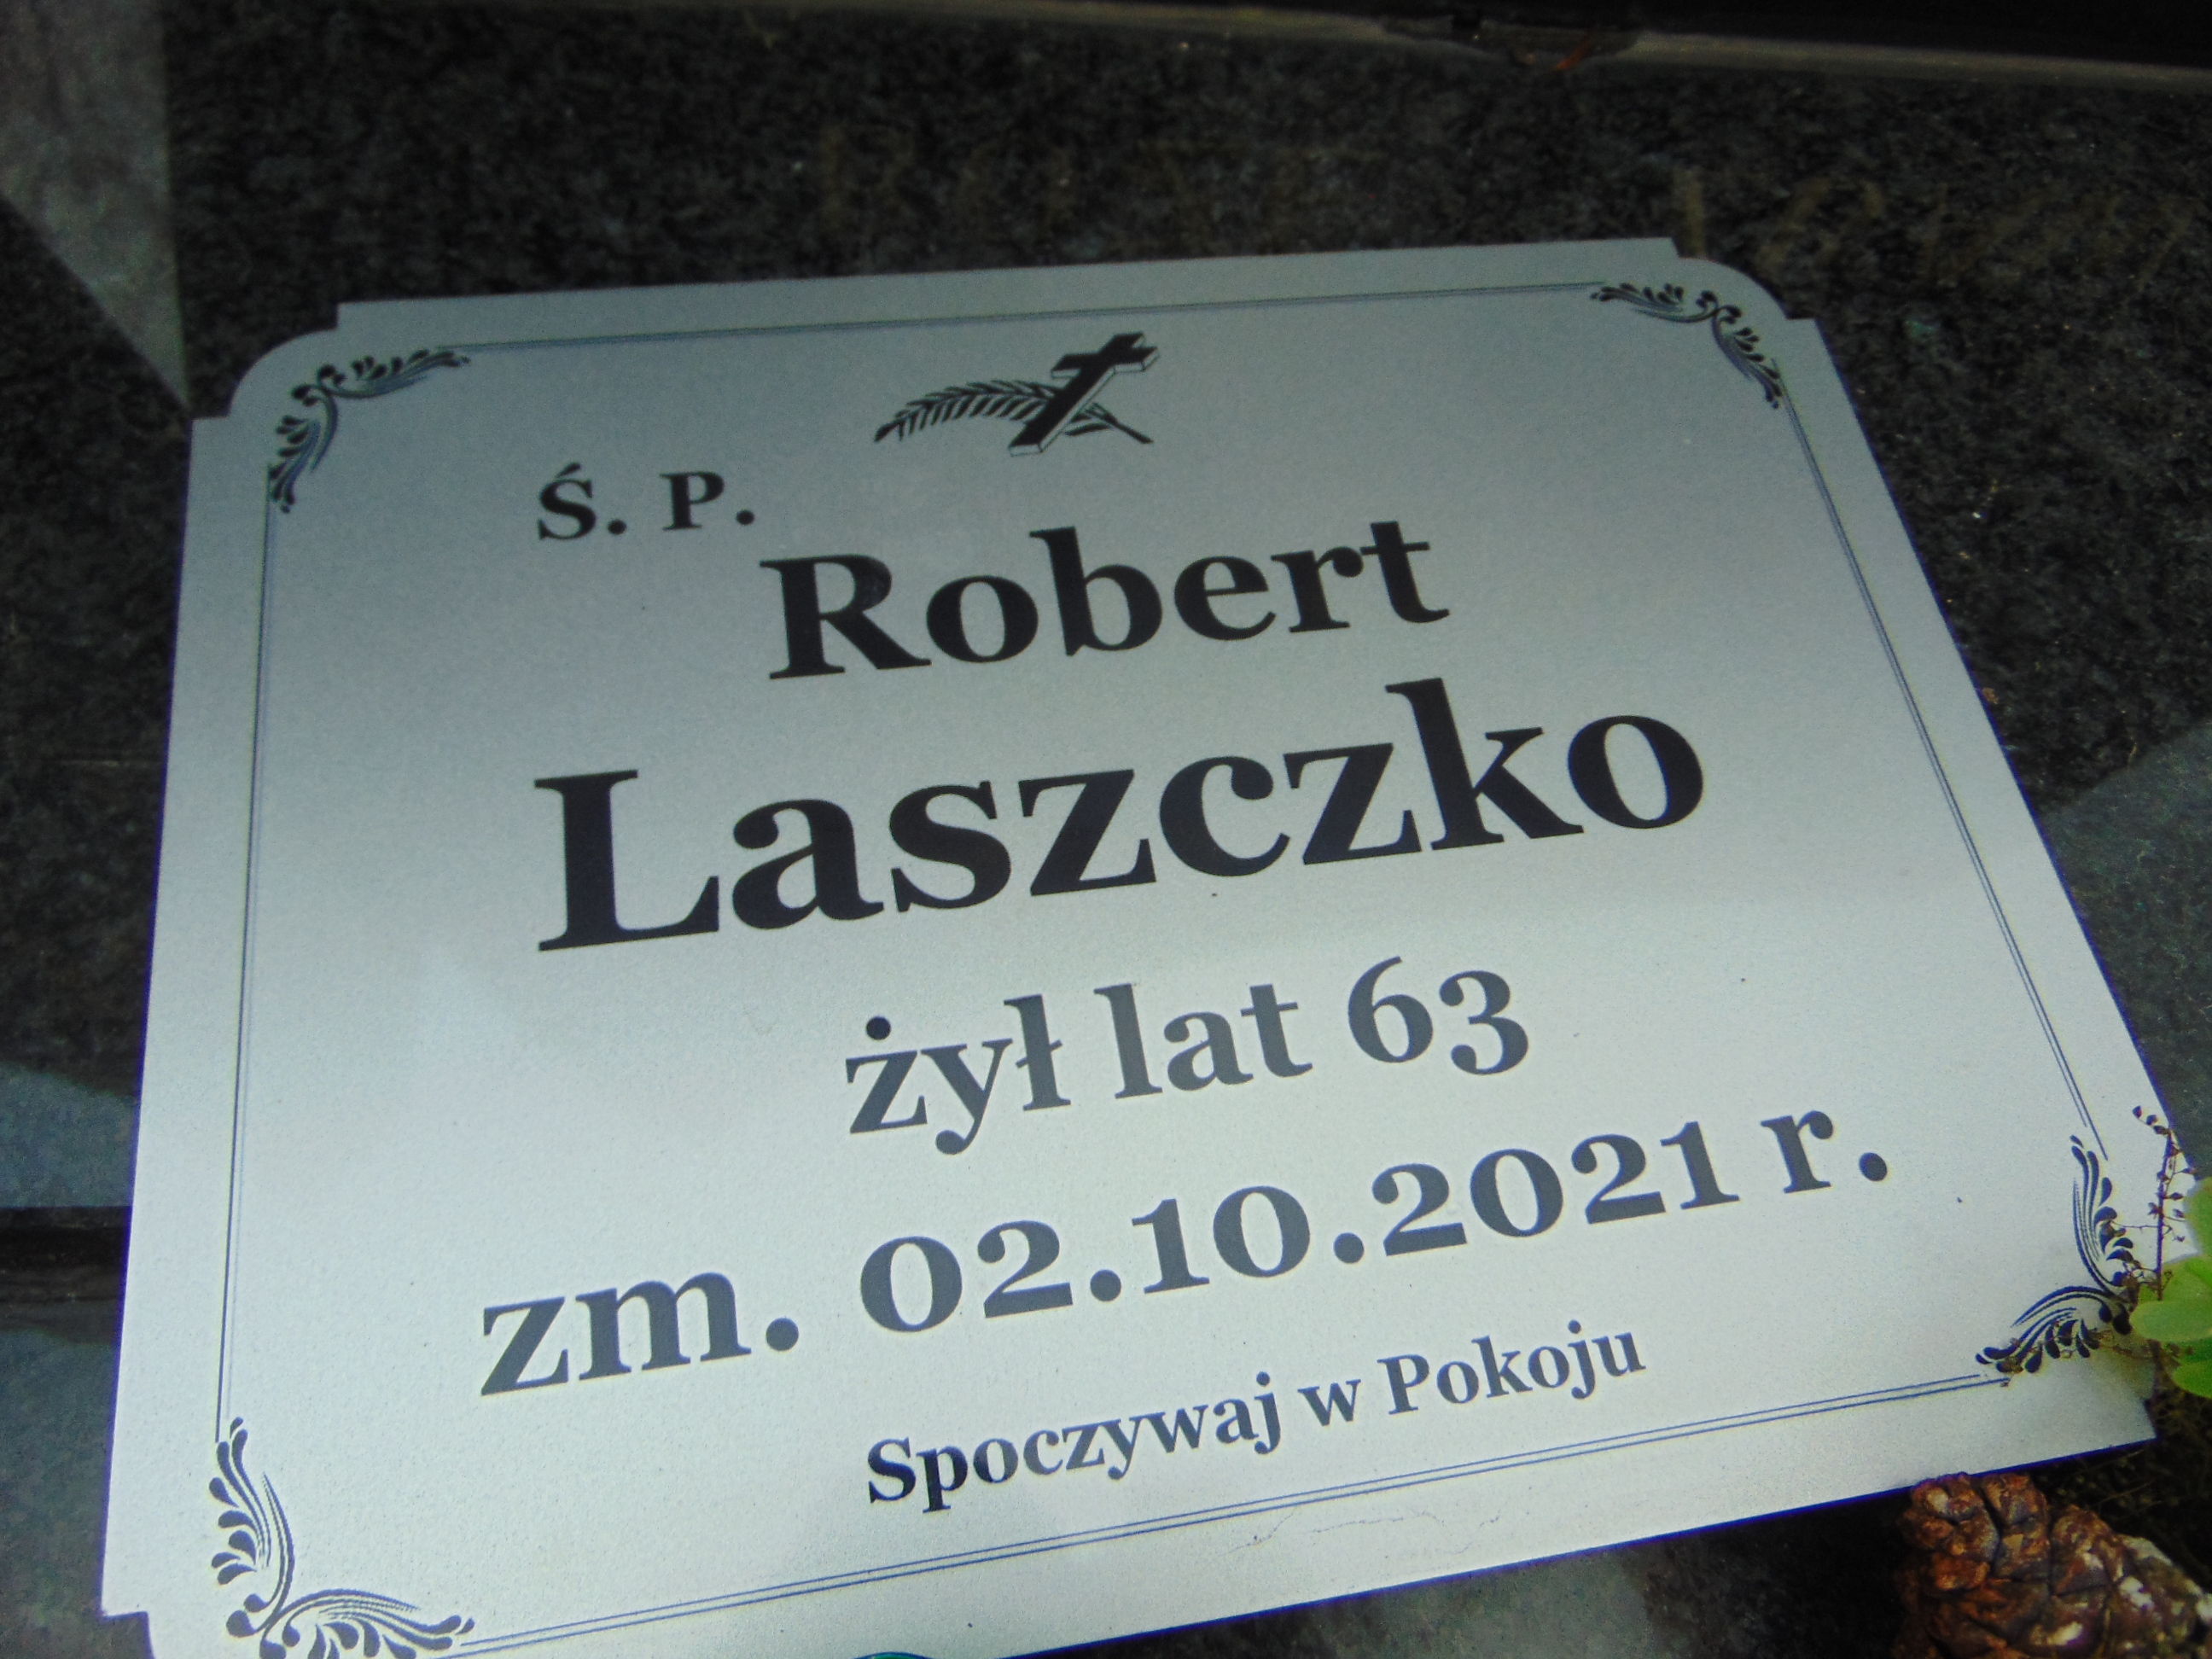 Ś. P.
Robert
Laszczko
żył lat 63
zm. 02.10.2021 r.
Spoczywaj w Pokoju